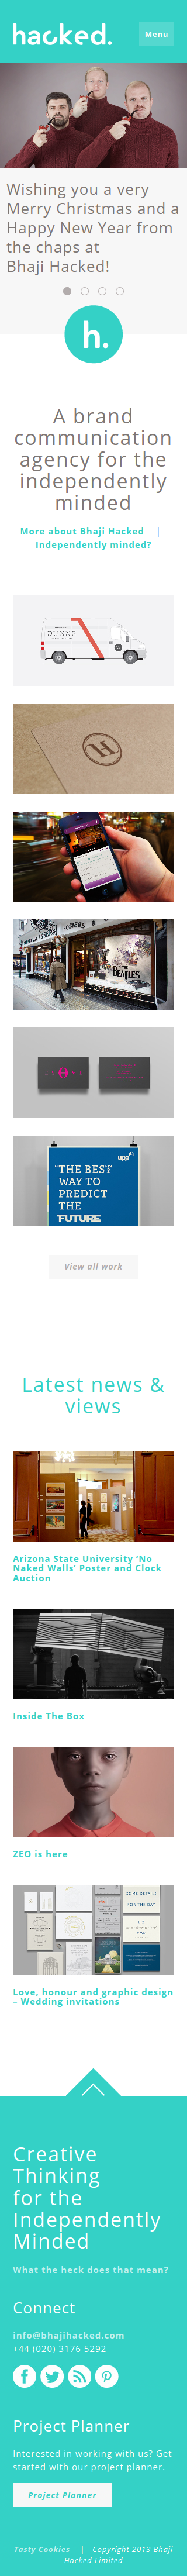 hacked.
Menu
Wishing you a very
Merry Christmas and a
Happy New Year from
the chaps at
Bhaji Hacked!
h.
A brand
communication
agency for the
independently
minded
More about Bhaji Hacked |
Independently minded?
upp
"THE BEST
WAY TO
PREDICT
THE
FUTURE
View all work
Latest news &
views
Arizona State University 'No
Naked Walls' Poster and Clock
Auction
Inside The Box
ZEO is here
Love, honour and graphic design
– Wedding invitations
Creative
Thinking
for the
Independently
Minded
What the heck does that mean?
Connect
info@bhajihacked.com
+44 (020) 3176 5292
Project Planner
Interested in working with us? Get
started with our project planner.
Project Planner
Tasty Cookies | Copyright 2013 Bhaji
Hacked Limited